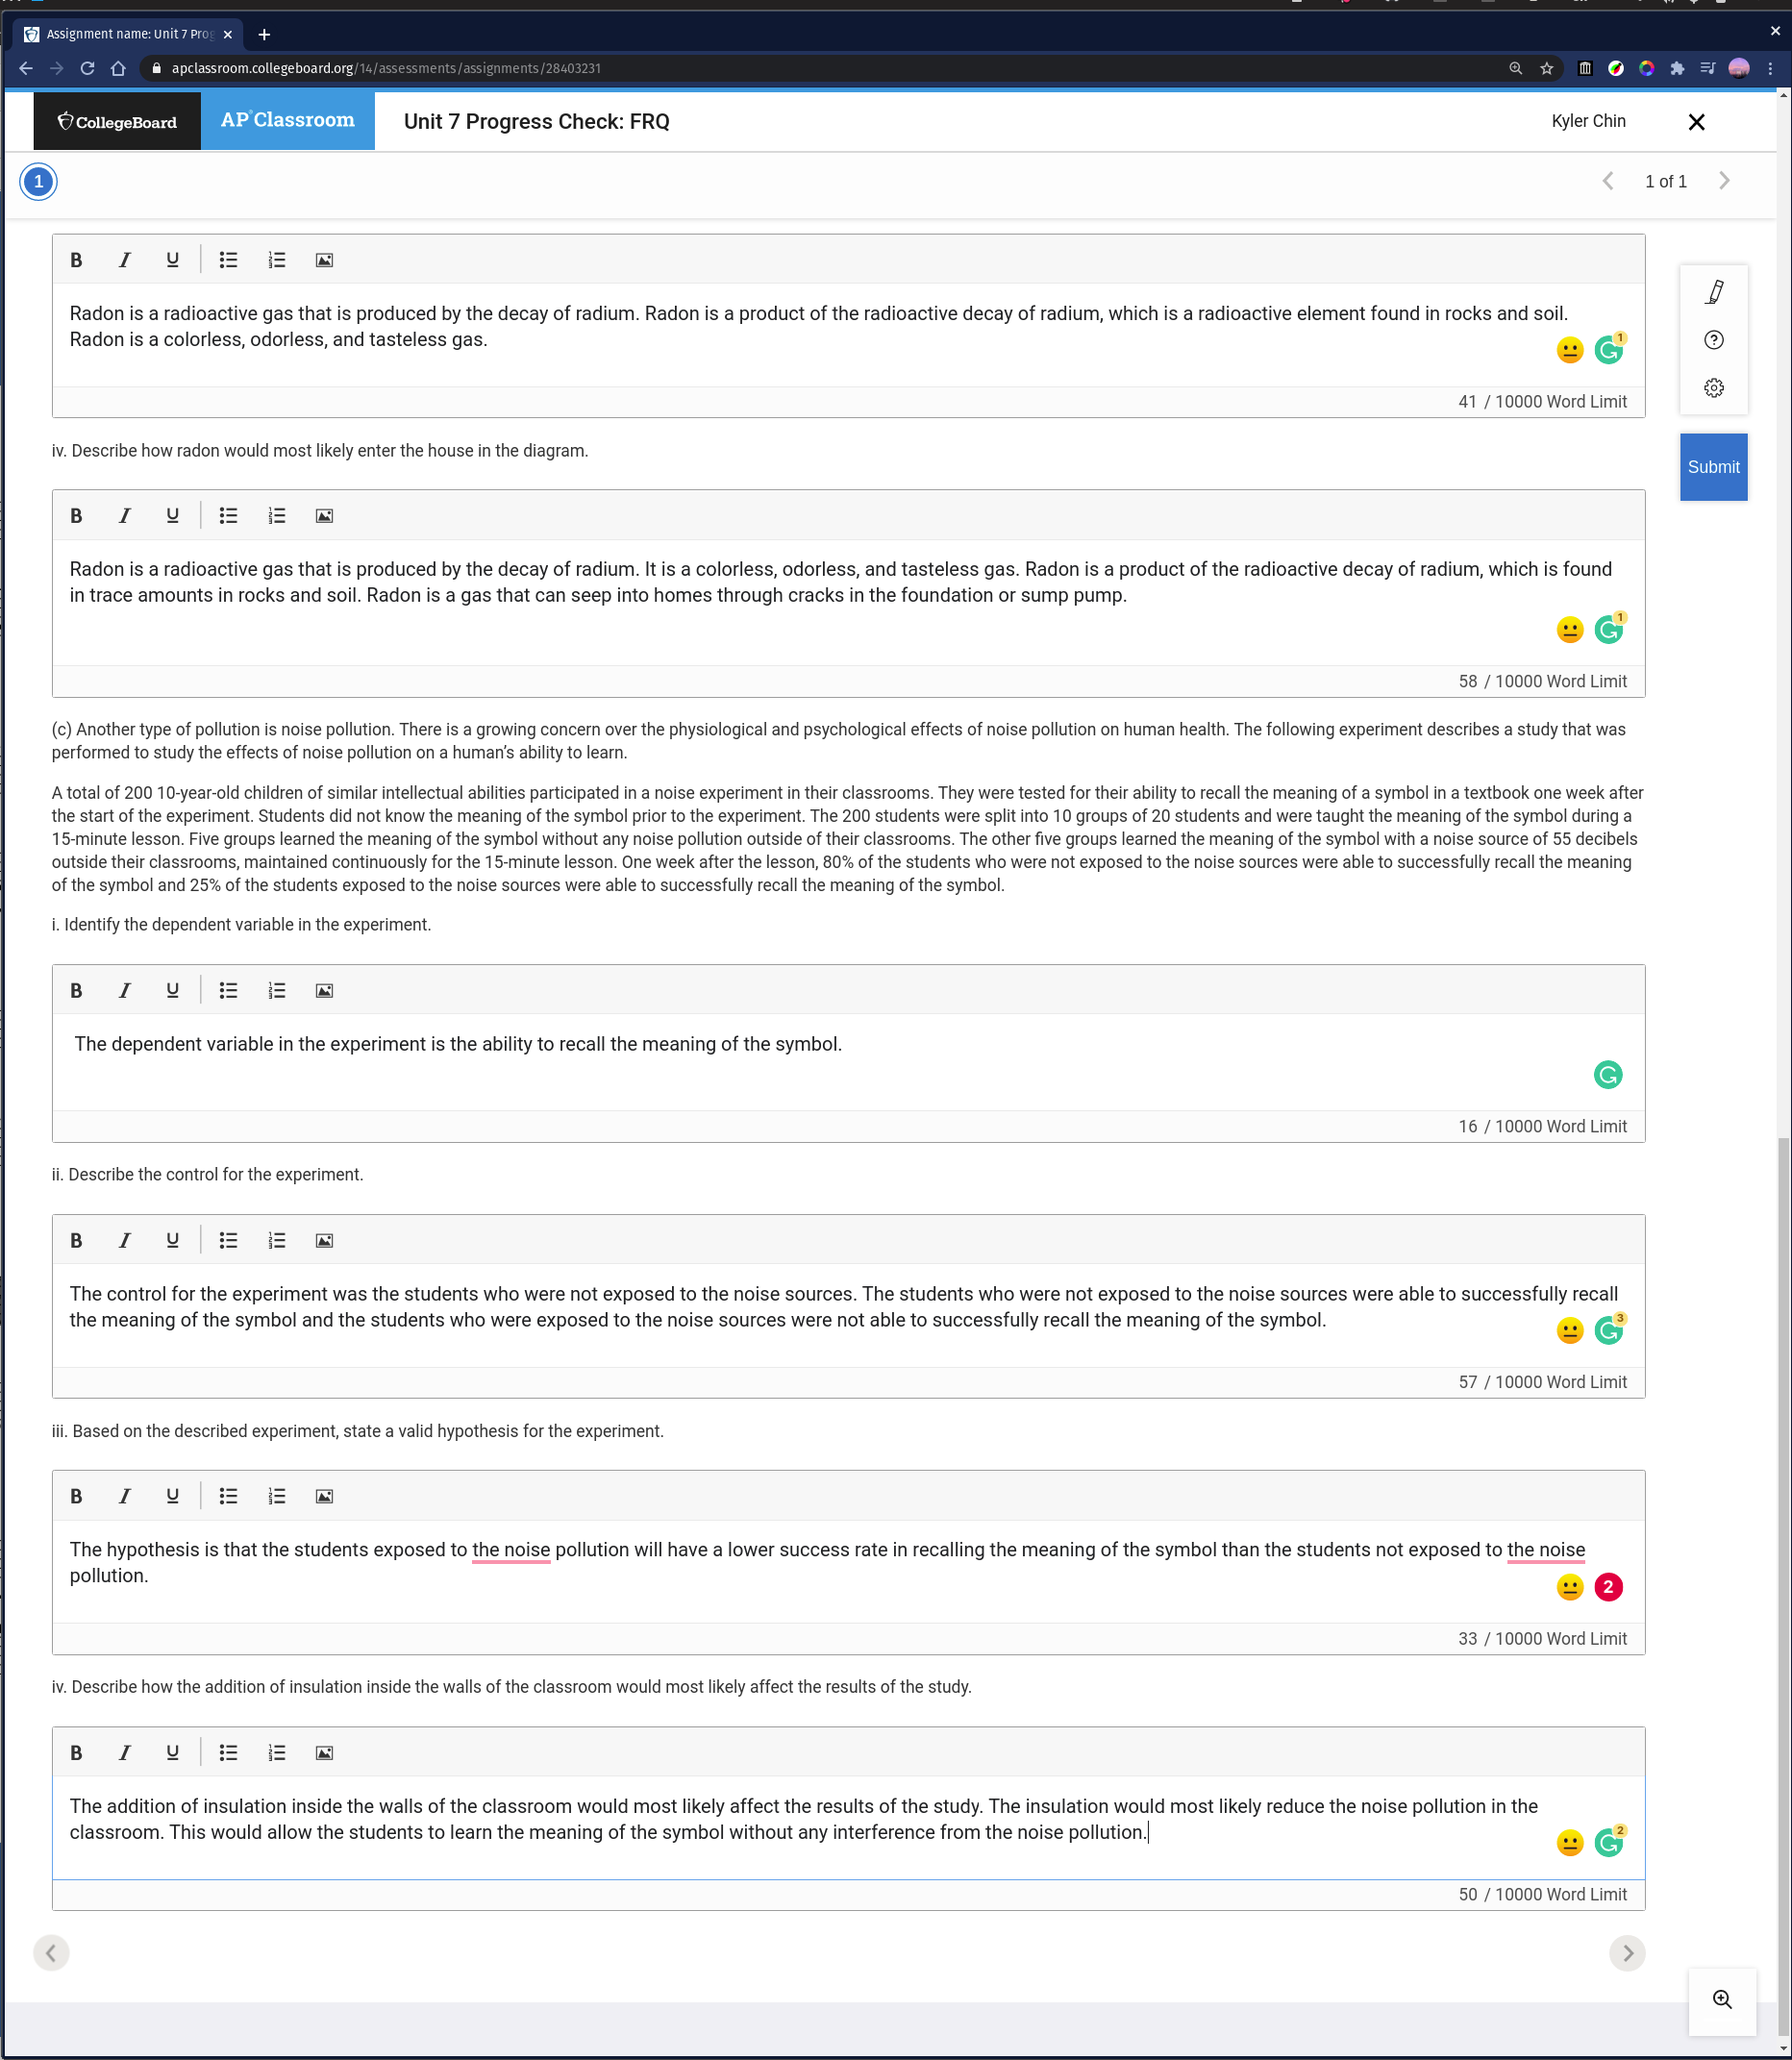 Assignment name: Unit 7 Prog
apclassroom.collegeboard.org/14/assessments/assignments/28403231
CollegeBoard
AP Classroom
Unit 7 Progress Check: FRQ
Kyler Chin
1
1 of 1
B I U
Radon is a radioactive gas that is produced by the decay of radium. Radon is a product of the radioactive decay of radium, which is a radioactive element found in rocks and soil.
Radon is a colorless, odorless, and tasteless gas.
1
41 / 10000 Word Limit
Submit
iv. Describe how radon would most likely enter the house in the diagram.
B I U
Radon is a radioactive gas that is produced by the decay of radium. It is a colorless, odorless, and tasteless gas. Radon is a product of the radioactive decay of radium, which is found
in trace amounts in rocks and soil. Radon is a gas that can seep into homes through cracks in the foundation or sump pump.
1
58 / 10000 Word Limit
(c) Another type of pollution is noise pollution. There is a growing concern over the physiological and psychological effects of noise pollution on human health. The following experiment describes a study that was
performed to study the effects of noise pollution on a human’s ability to learn.
A total of 200 10-year-old children of similar intellectual abilities participated in a noise experiment in their classrooms. They were tested for their ability to recall the meaning of a symbol in a textbook one week after
the start of the experiment. Students did not know the meaning of the symbol prior to the experiment. The 200 students were split into 10 groups of 20 students and were taught the meaning of the symbol during a
15-minute lesson. Five groups learned the meaning of the symbol without any noise pollution outside of their classrooms. The other five groups learned the meaning of the symbol with a noise source of 55 decibels
outside their classrooms, maintained continuously for the 15-minute lesson. One week after the lesson, 80% of the students who were not exposed to the noise sources were able to successfully recall the meaning
of the symbol and 25% of the students exposed to the noise sources were able to successfully recall the meaning of the symbol.
i. Identify the dependent variable in the experiment.
B I U
The dependent variable in the experiment is the ability to recall the meaning of the symbol.
16 / 10000 Word Limit
ii. Describe the control for the experiment.
B I U
The control for the experiment was the students who were not exposed to the noise sources. The students who were not exposed to the noise sources were able to successfully recall
the meaning of the symbol and the students who were exposed to the noise sources were not able to successfully recall the meaning of the symbol.
3
57 / 10000 Word Limit
iii. Based on the described experiment, state a valid hypothesis for the experiment.
B I U
The hypothesis is that the students exposed to the noise pollution will have a lower success rate in recalling the meaning of the symbol than the students not exposed to the noise
pollution.
2
33 / 10000 Word Limit
iv. Describe how the addition of insulation inside the walls of the classroom would most likely affect the results of the study.
B I U
The addition of insulation inside the walls of the classroom would most likely affect the results of the study. The insulation would most likely reduce the noise pollution in the
classroom. This would allow the students to learn the meaning of the symbol without any interference from the noise pollution.
2
50 / 10000 Word Limit